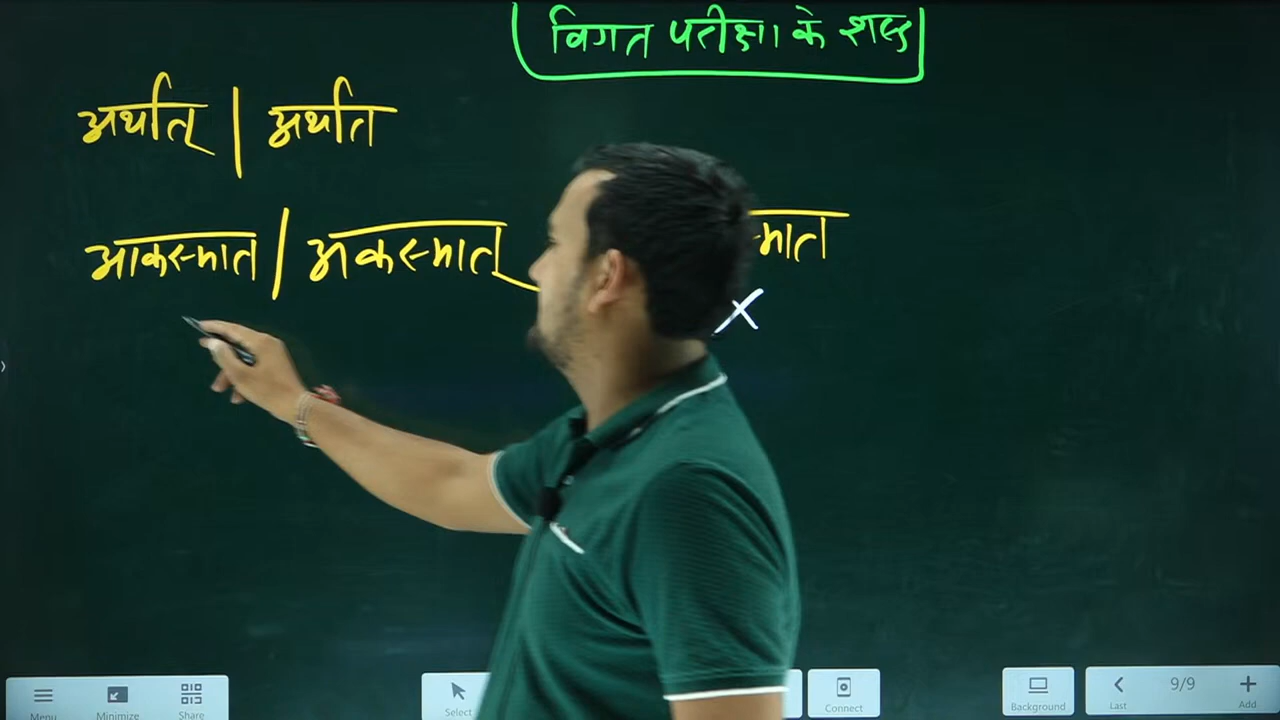 विगत परीक्षा के शब्द
अर्थात् | अर्थात
आकस्मात / अकस्मात्
स्मात
×
Menu Minimize Share Select Connect Background Last 9/9 Add